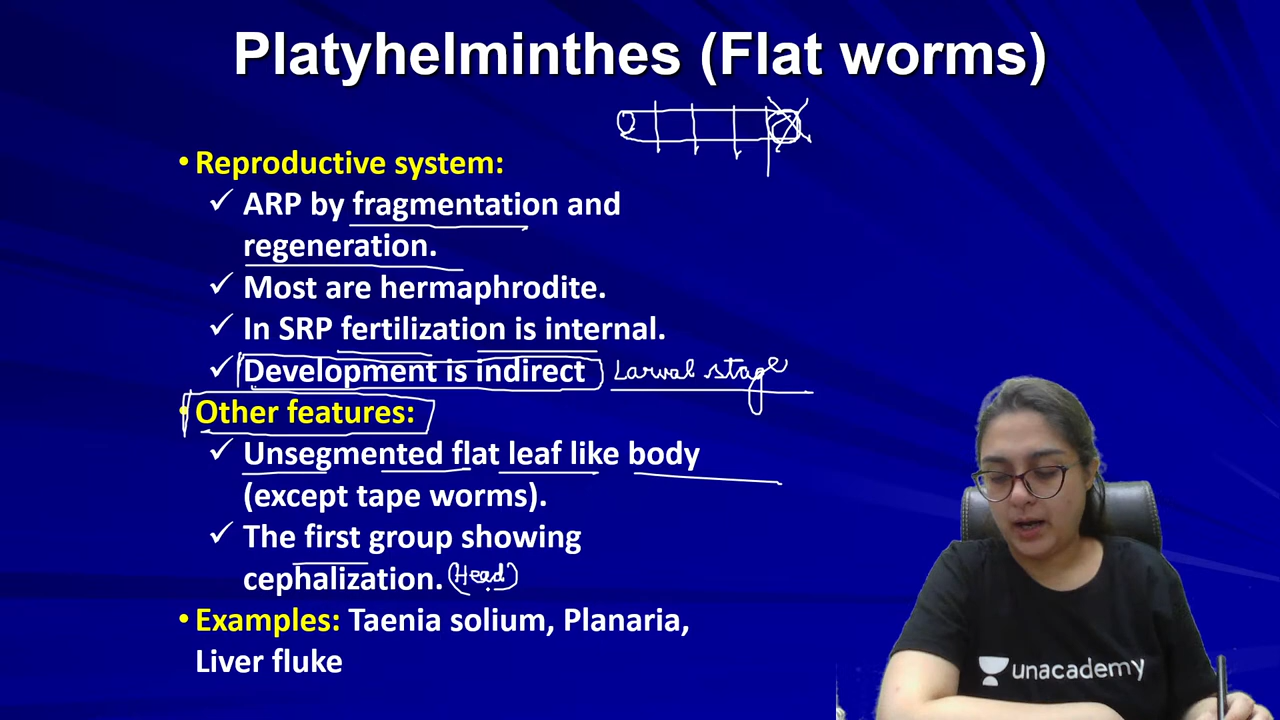 Platyhelminthes (Flat worms)
• Reproductive system:
✓ ARP by fragmentation and
regeneration.
✓ Most are hermaphrodite.
✓ In SRP fertilization is internal.
✓ Development is indirect Larval stage
• Other features:
✓ Unsegmented flat leaf like body
(except tape worms).
✓ The first group showing
cephalization. (Head)
• Examples: Taenia solium, Planaria,
Liver fluke
unacademy